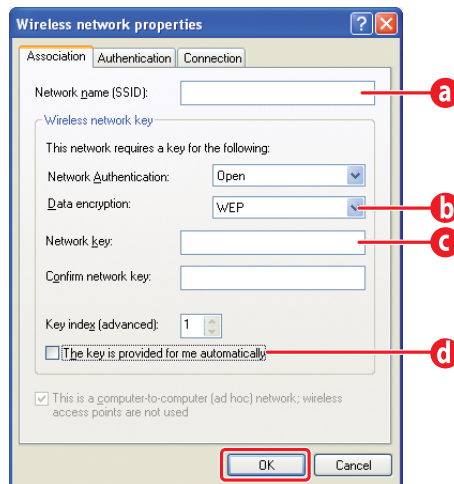 Wireless network properties
Association Authentication Connection
Network name (SSID): a
Wireless network key
This network requires a key for the following:
Network Authentication: Open
Data encryption: WEP b
Network key: c
Confirm network key:
Key index (advanced): 1
The key is provided for me automatically d
This is a computer-to-computer (ad hoc) network; wireless
access points are not used
OK Cancel